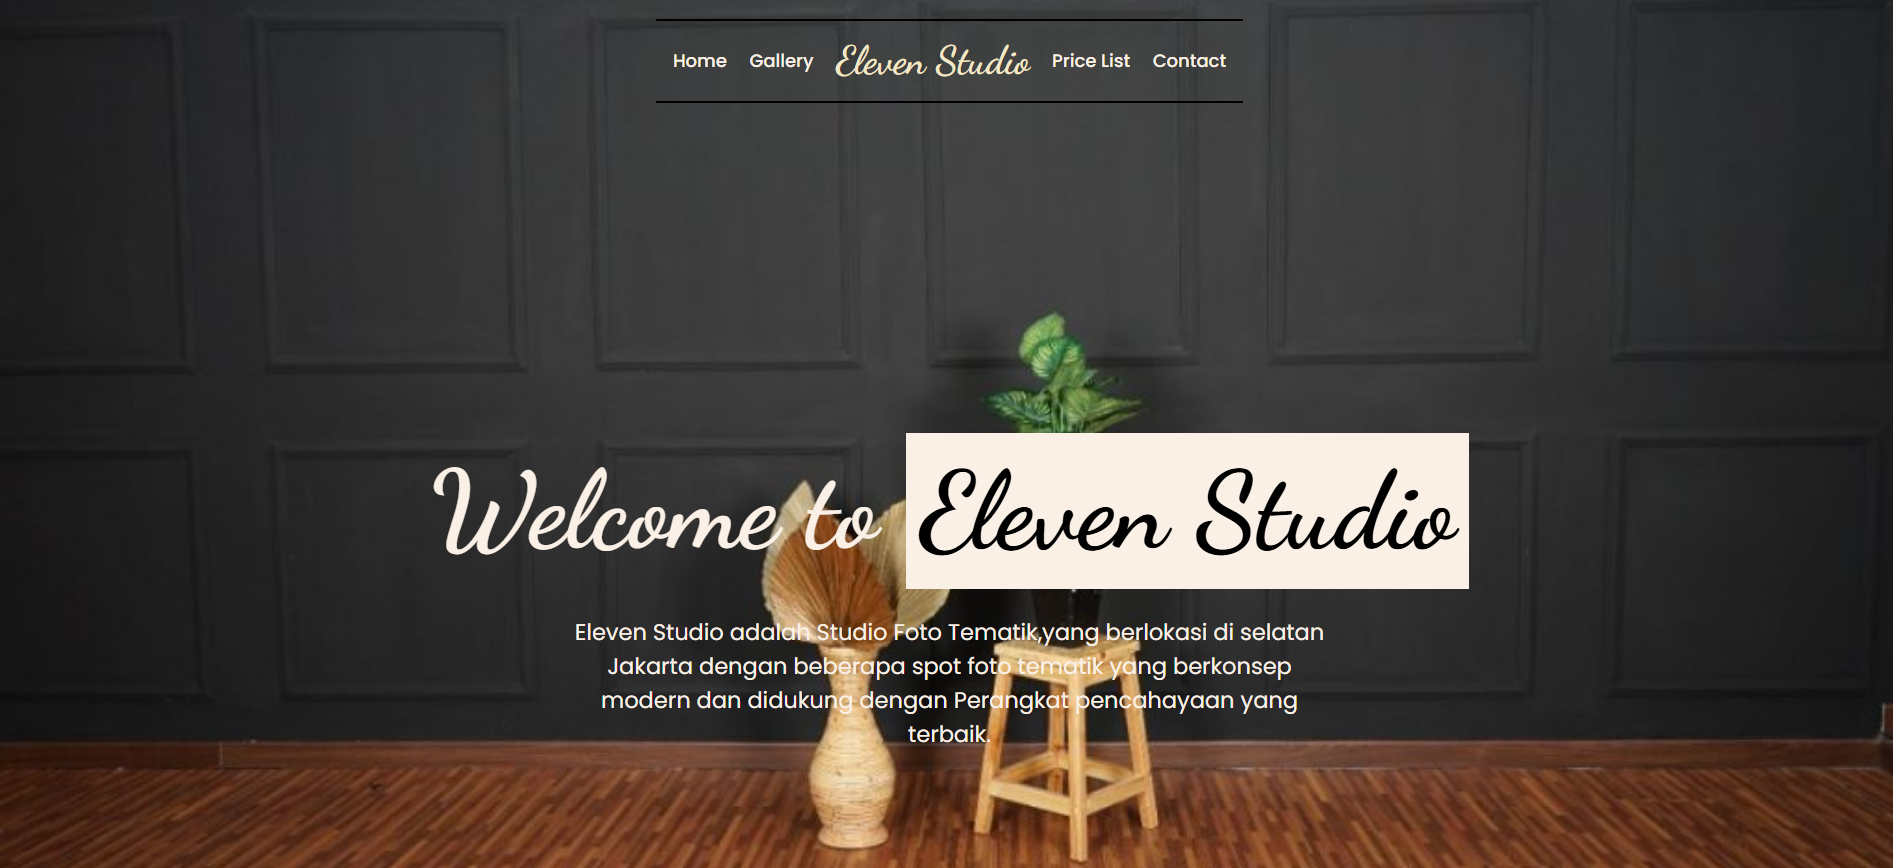 Home Gallery Eleven Studio Price List Contact
Welcome to Eleven Studio
Eleven Studio adalah Studio Foto Tematik,yang berlokasi di selatan
Jakarta dengan beberapa spot foto tematik yang berkonsep
modern dan didukung dengan Perangkat pencahayaan yang
terbaik.